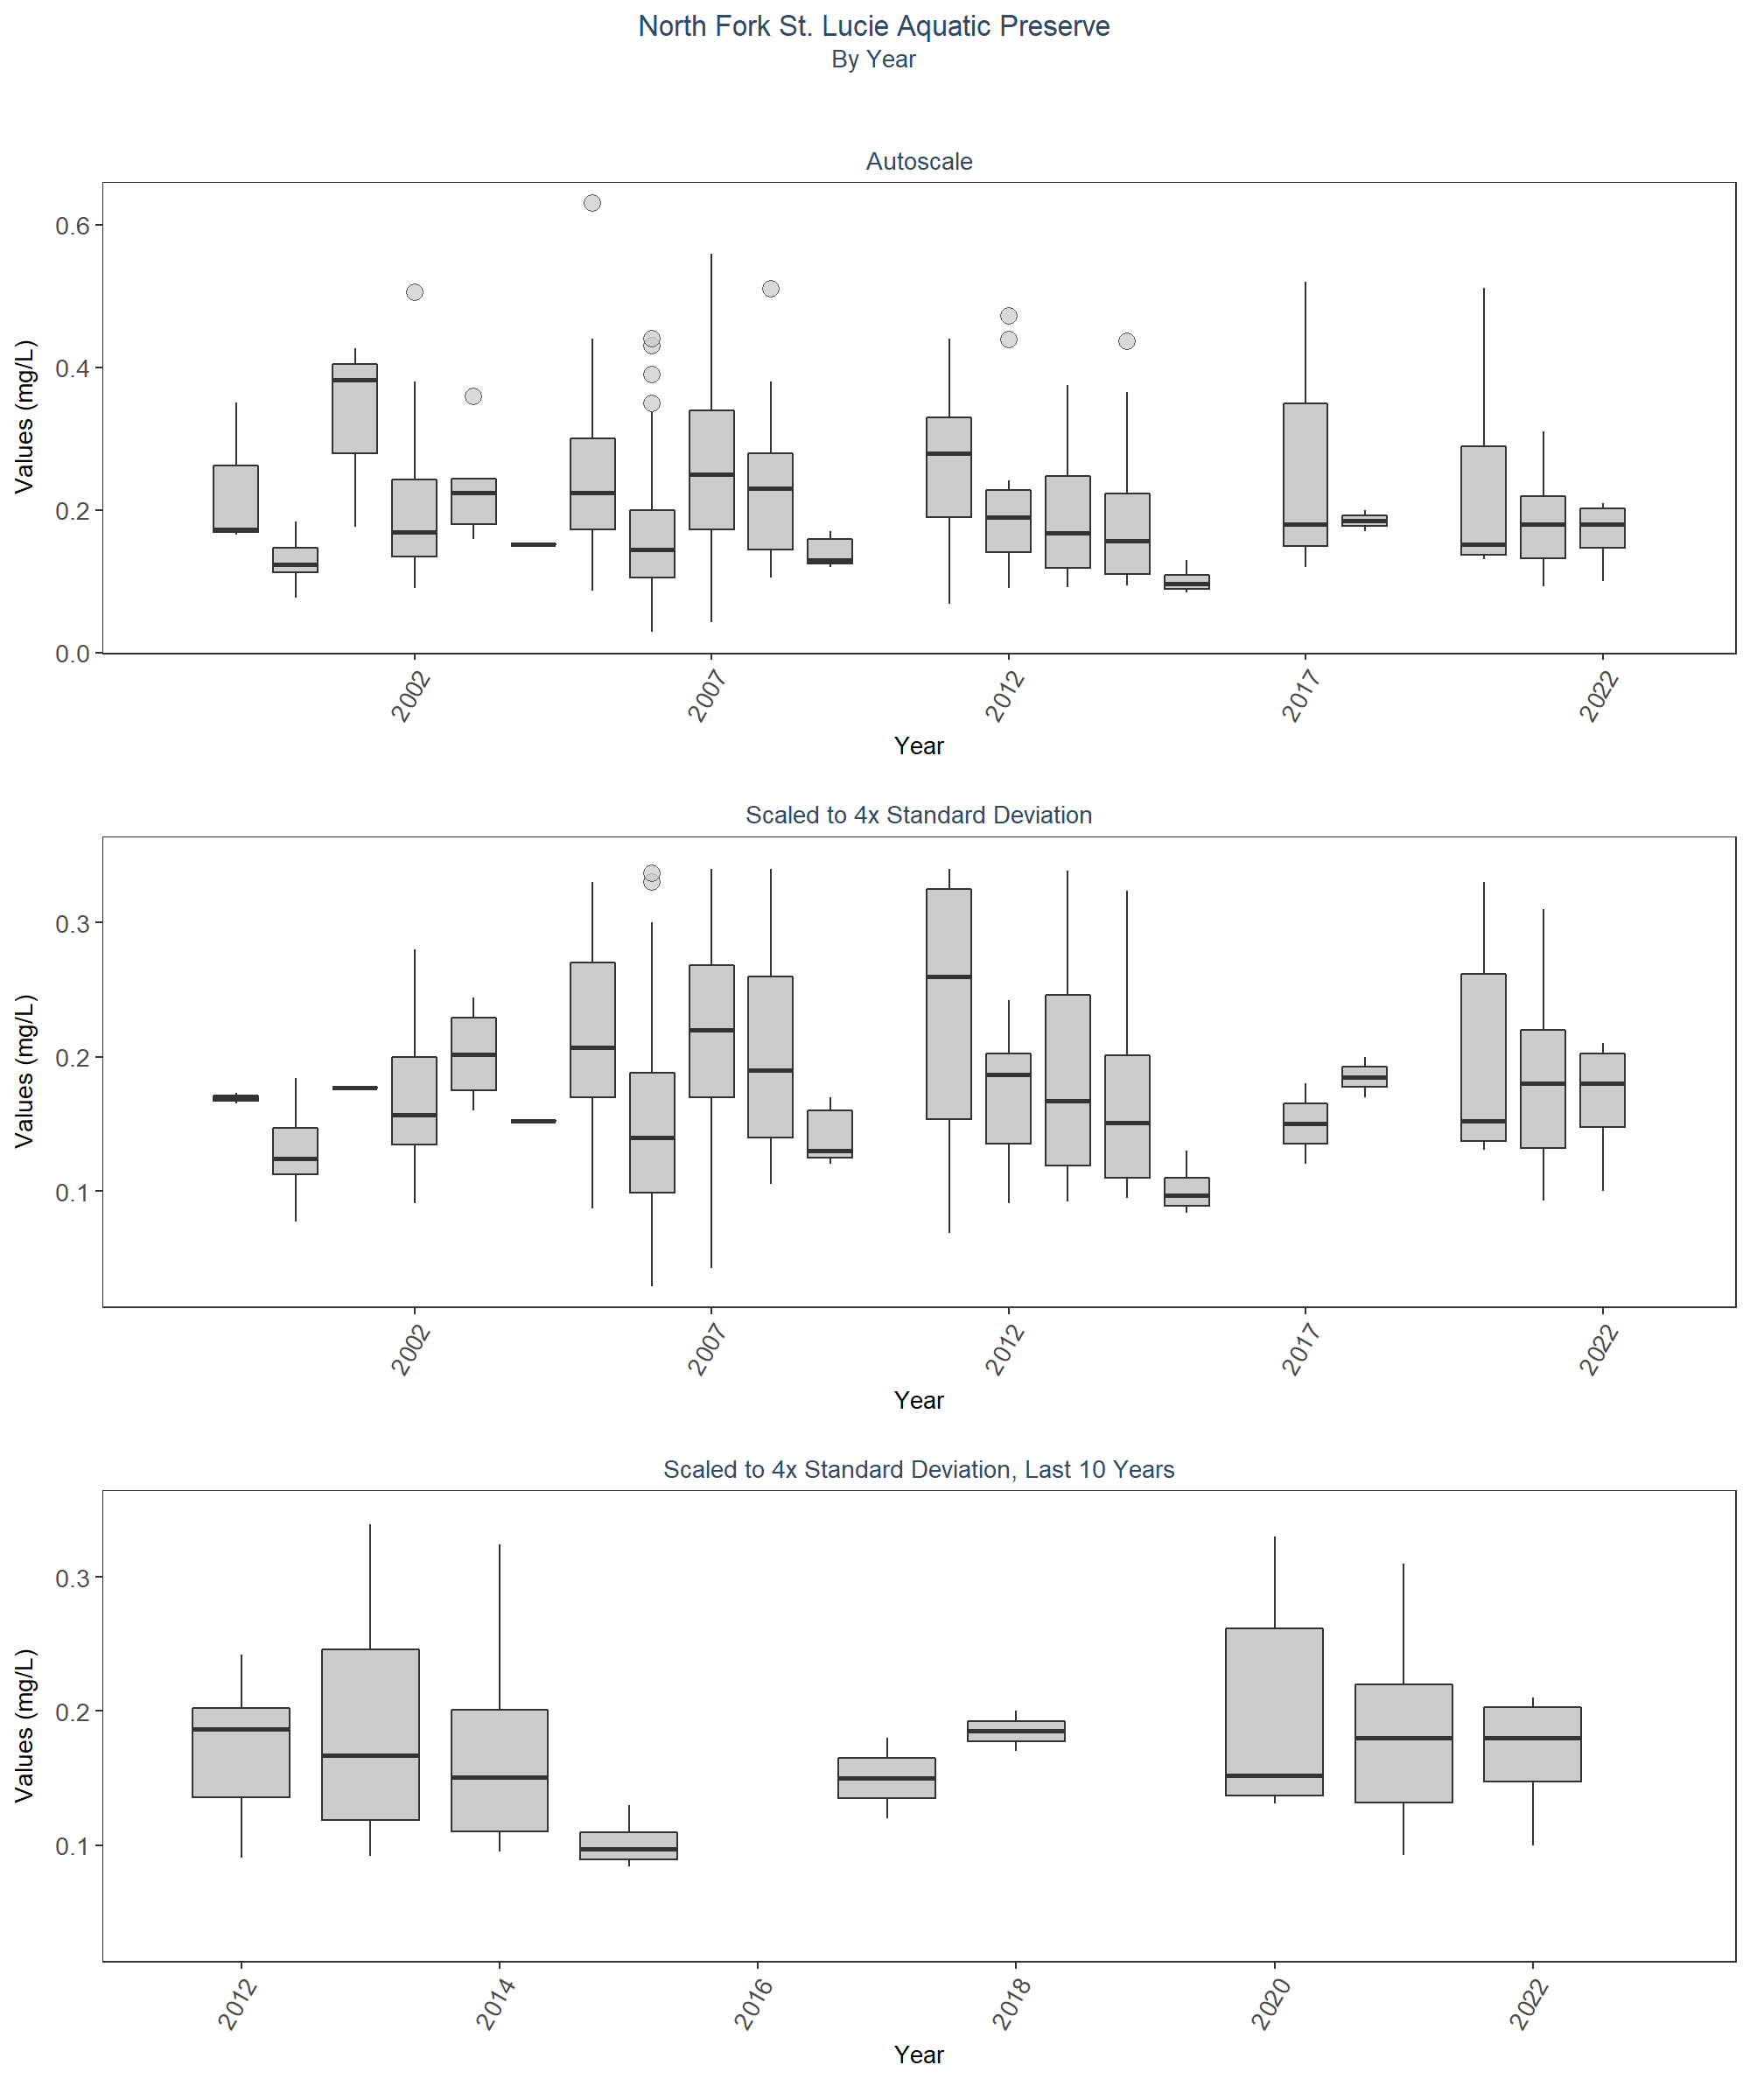 North Fork St. Lucie Aquatic Preserve
By Year
Autoscale
Values (mg/L)
0.6
0.4
0.2
0.0
2002
2007
2012
2017
2022
Year
Scaled to 4x Standard Deviation
Values (mg/L)
0.3
0.2
0.1
2002
2007
2012
2017
2022
Year
Scaled to 4x Standard Deviation, Last 10 Years
Values (mg/L)
0.3
0.2
0.1
2012
2014
2016
2018
2020
2022
Year